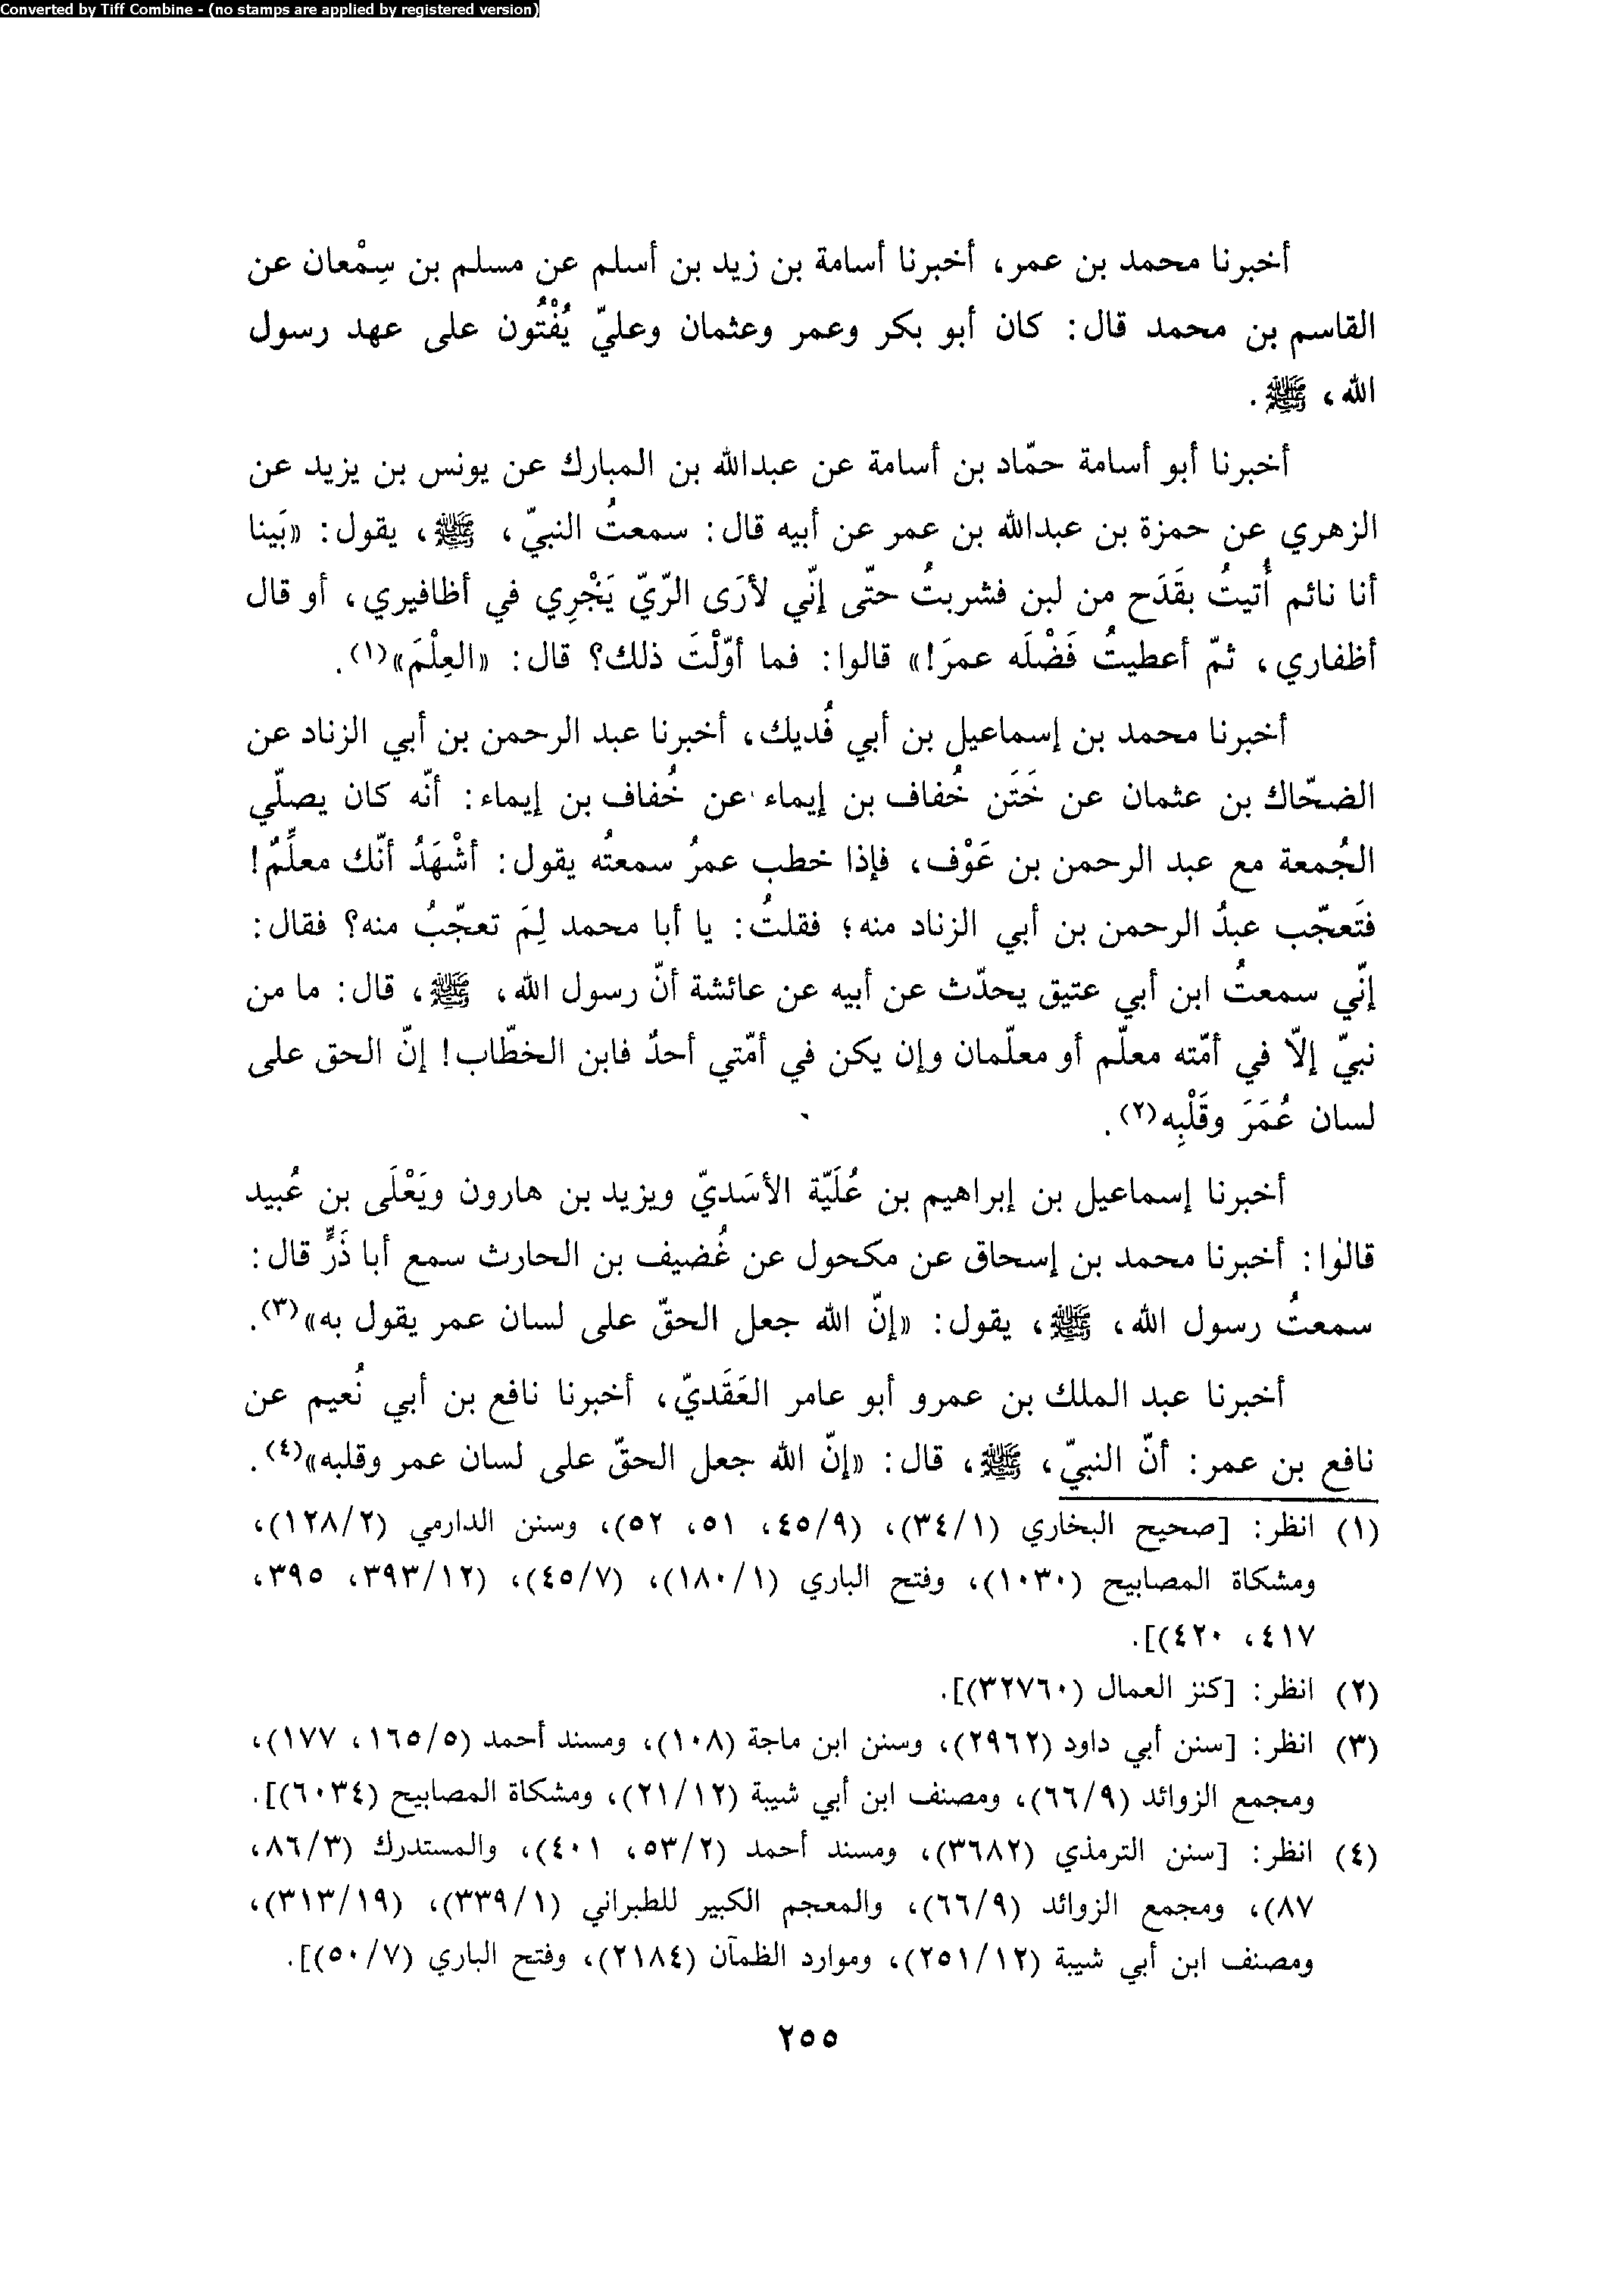 Converted by Tiff Combine - (no stamps are applied by registered version)
أخبرنا محمد بن عمر، أخبرنا أسامة بن زيد بن أسلم عن مسلم بن سِمْعان عن
القاسم بن محمد قال: كان أبو بكر وعمر وعثمان وعليّ يُفْتُون على عهد رسول
الله، ﷺ.
أخبرنا أبو أسامة حمّاد بن أسامة عن عبدالله بن المبارك عن يونس بن يزيد عن
الزهري عن حمزة بن عبدالله بن عمر عن أبيه قال: سمعتُ النبيّ، ﷺ، يقول: «بَينا
أنا نائم أُتيتُ بقَدَح من لبن فشربتُ حتّى إنّي لأرَى الرّيّ يَجْرِي في أظافيري، أو قال
أظفاري، ثمّ أعطيتُ فَضْلَه عمرَ!» قالوا: فما أوّلْتَ ذلك؟ قال: «العِلْمَ»(١).
أخبرنا محمد بن إسماعيل بن أبي فُديك، أخبرنا عبد الرحمن بن أبي الزناد عن
الضحّاك بن عثمان عن خَتَن خُفاف بن إيماء عن خُفاف بن إيماء: أنّه كان يصلّي
الجُمعة مع عبد الرحمن بن عَوْف، فإذا خطب عمرُ سمعتُه يقول: أشْهَدُ أنّك معلِّمٌ!
فتَعجّب عبدُ الرحمن بن أبي الزناد منه؛ فقلتُ: يا أبا محمد لِمَ تعجّبُ منه؟ فقال:
إنّي سمعتُ ابن أبي عتيق يحدّث عن أبيه عن عائشة أنّ رسول الله، ﷺ، قال: ما من
نبيّ إلاّ في أمّته معلّم أو معلّمان وإن يكن في أمّتي أحدٌ فابن الخطّاب! إنّ الحق على
لسان عُمَرَ وقَلْبِه(٢).
أخبرنا إسماعيل بن إبراهيم بن عُلَيّة الأسَديّ ويزيد بن هارون ويَعْلَى بن عُبيد
قالوا: أخبرنا محمد بن إسحاق عن مكحول عن غُضيف بن الحارث سمع أبا ذَرٍّ قال:
سمعتُ رسول الله، ﷺ، يقول: «إنّ الله جعل الحقّ على لسان عمر يقول به»(٣).
أخبرنا عبد الملك بن عمرو أبو عامر العَقَديّ، أخبرنا نافع بن أبي نُعيم عن
نافع بن عمر: أنّ النبيّ، ﷺ، قال: «إنّ الله جعل الحقّ على لسان عمر وقلبه»(٤).
(١) انظر: [صحيح البخاري (٣٤/١)، (٤٥/٩، ٥١، ٥٢)، وسنن الدارمي (١٢٨/٢)،
ومشكاة المصابيح (١٠٣٠)، وفتح الباري (١٨٠/١)، (٤٥/٧)، (٣٩٣/١٢، ٣٩٥،
٤١٧، ٤٢٠)].
(٢) انظر: [كنز العمال (٣٢٧٦٠)].
(٣) انظر: [سنن أبي داود (٢٩٦٢)، وسنن ابن ماجة (١٠٨)، ومسند أحمد (١٦٥/٥، ١٧٧)،
ومجمع الزوائد (٦٦/٩)، ومصنف ابن أبي شيبة (٢١/١٢)، ومشكاة المصابيح (٦٠٣٤)].
(٤) انظر: [سنن الترمذي (٣٦٨٢)، ومسند أحمد (٥٣/٢، ٤٠١)، والمستدرك (٨٦/٣،
٨٧)، ومجمع الزوائد (٦٦/٩)، والمعجم الكبير للطبراني (٣٣٩/١)، (٣١٣/١٩)،
ومصنف ابن أبي شيبة (٢٥١/١٢)، وموارد الظمآن (٢١٨٤)، وفتح الباري (٥٠/٧)].
٢٥٥